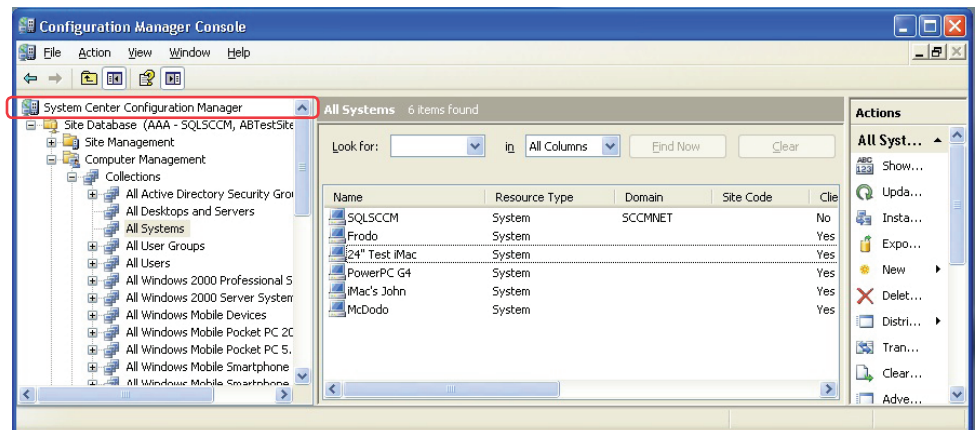 Configuration Manager Console
File Action View Window Help
System Center Configuration Manager
Site Database (AAA - SQLSCCM, ABTestSite
Site Management
Computer Management
Collections
All Active Directory Security Grou
All Desktops and Servers
All Systems
All User Groups
All Users
All Windows 2000 Professional S
All Windows 2000 Server System
All Windows Mobile Devices
All Windows Mobile Pocket PC 20
All Windows Mobile Pocket PC 5.
All Windows Mobile Smartphone
All Windows Mobile Smartphone
All Systems 6 items found
Look for: in All Columns Find Now Clear
Name Resource Type Domain Site Code Clie
SQLSCCM System SCCMNET No
Frodo System Yes
24" Test iMac System Yes
PowerPC G4 System Yes
iMac's John System Yes
McDodo System Yes
Actions
All Syst...
ABC 123 Show...
Upda...
Insta...
Expo...
New
Delet...
Distri...
Tran...
Clear...
Adve...